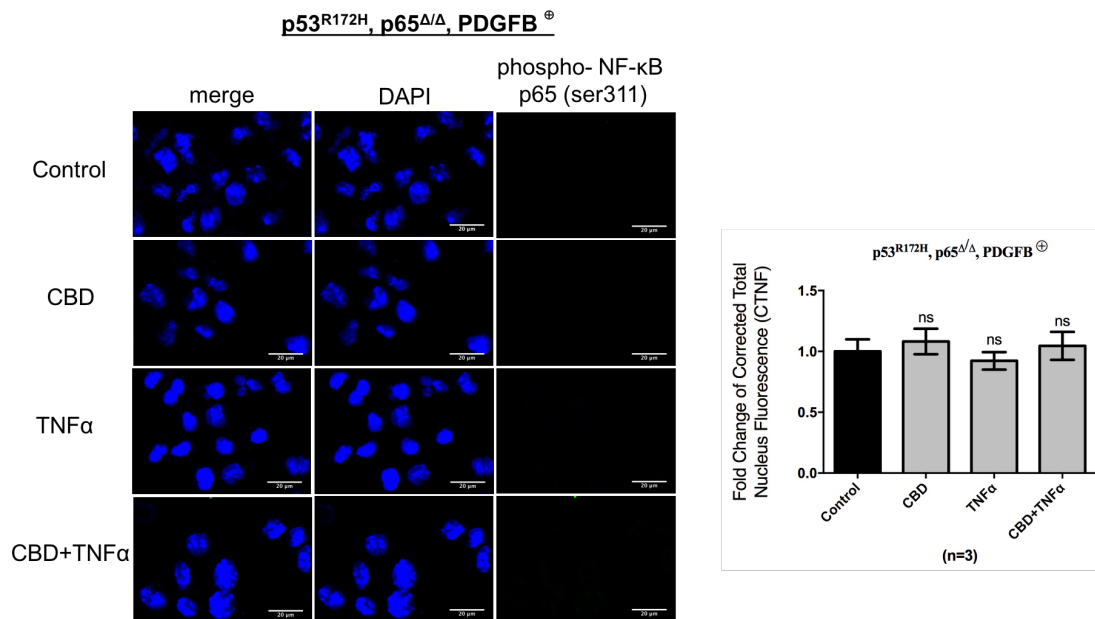 p53R172H, p65Δ/Δ, PDGFB ⊕
merge
DAPI
phospho- NF-κB
p65 (ser311)
Control
20 µm
20 µm
20 µm
CBD
20 µm
20 µm
20 µm
TNFα
20 µm
20 µm
20 µm
CBD+TNFα
20 µm
20 µm
20 µm
p53R172H, p65Δ/Δ, PDGFB ⊕
Fold Change of Corrected Total
Nucleus Fluorescence (CTNF)
1.5
1.0
0.5
0.0
ns
ns
ns
Control
CBD
TNFα
CBD+TNFα
(n=3)